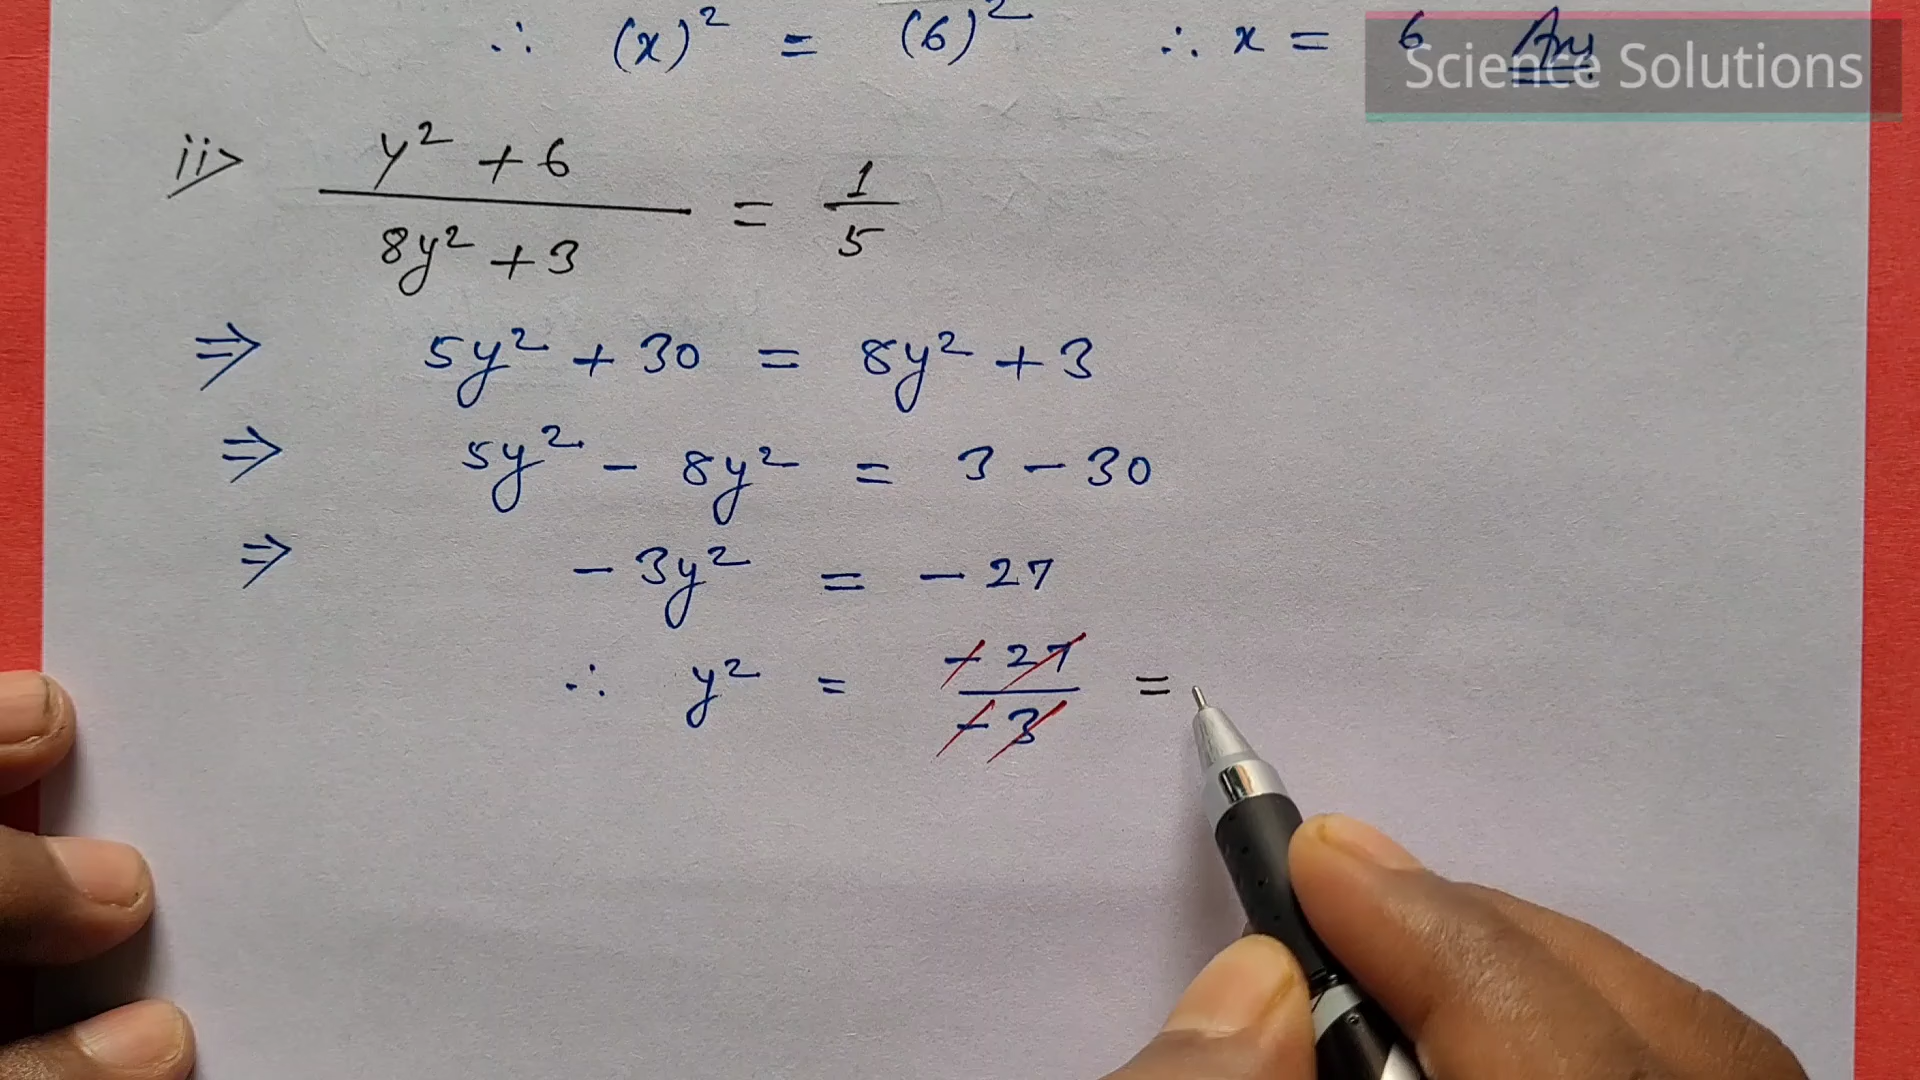 ∴ (x)² = (6)² ∴ x = 6 Ans
Science Solutions
ii> y² + 6 / 8y² + 3 = 1 / 5
⇒ 5y² + 30 = 8y² + 3
⇒ 5y² - 8y² = 3 - 30
⇒ - 3y² = - 27
∴ y² = - 27 / - 3 =